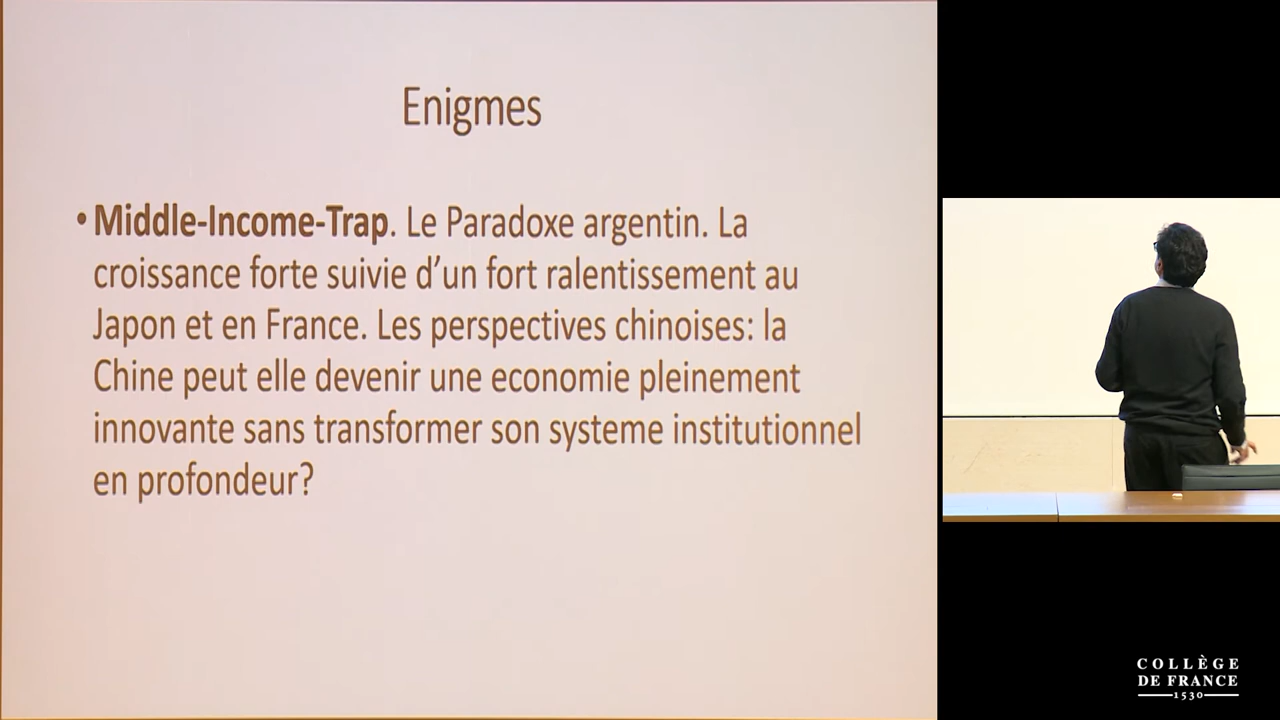 Enigmes
• Middle-Income-Trap. Le Paradoxe argentin. La
croissance forte suivie d’un fort ralentissement au
Japon et en France. Les perspectives chinoises: la
Chine peut elle devenir une economie pleinement
innovante sans transformer son systeme institutionnel
en profondeur?
COLLÈGE
DE FRANCE
1530